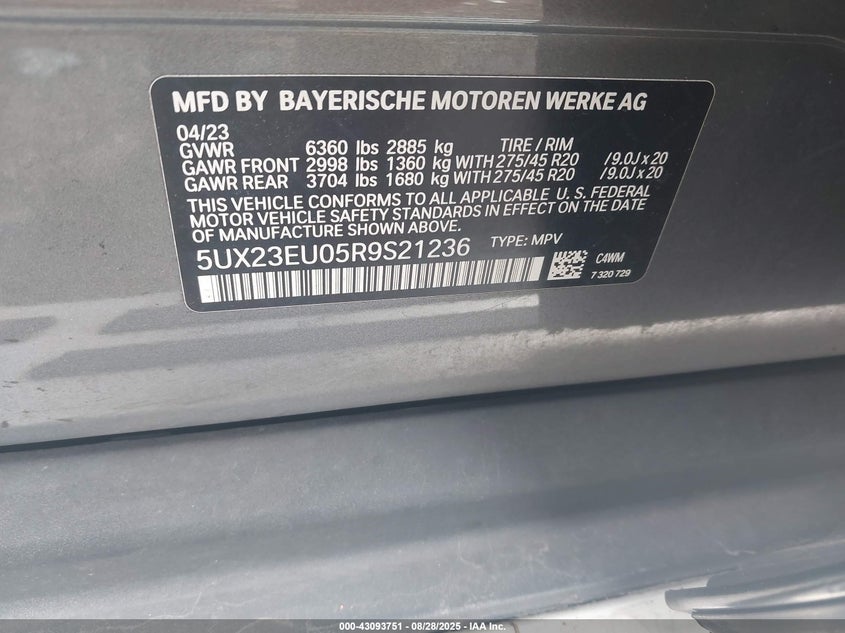 MFD BY BAYERISCHE MOTOREN WERKE AG
04/23
GVWR 6360 lbs 2885 kg TIRE / RIM
GAWR FRONT 2998 lbs 1360 kg WITH 275/45 R20 /9.0J x 20
GAWR REAR 3704 lbs 1680 kg WITH 275/45 R20 /9.0J x 20
THIS VEHICLE CONFORMS TO ALL APPLICABLE U. S. FEDERAL
MOTOR VEHICLE SAFETY STANDARDS IN EFFECT ON THE DATE
OF MANUFACTURE SHOWN ABOVE.
5UX23EU05R9S21236 TYPE: MPV
C4WM
7 320 729
000-43093751 | 08/28/2025 | IAA Inc.